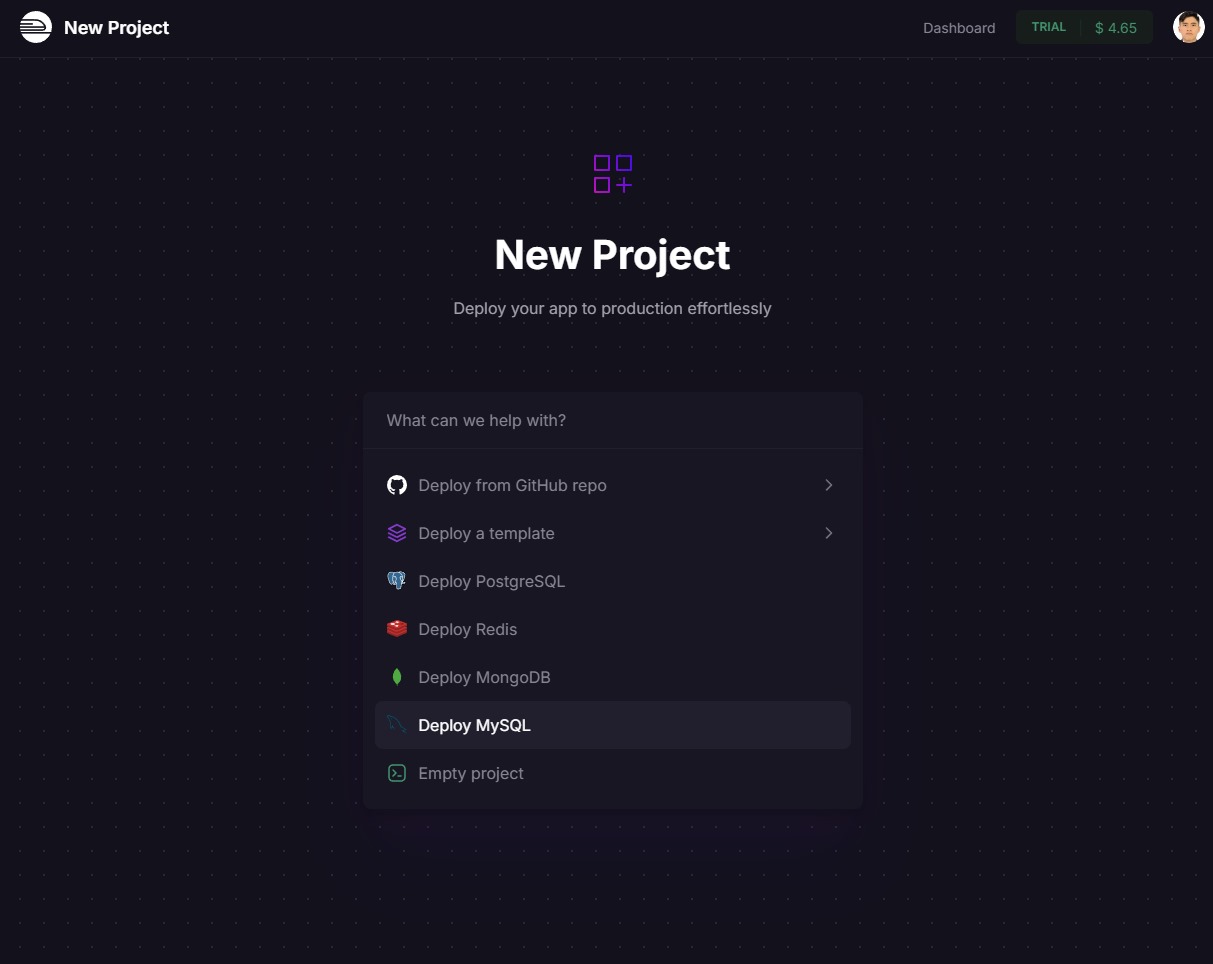 New Project
Dashboard
TRIAL
$ 4.65
New Project
Deploy your app to production effortlessly
What can we help with?
Deploy from GitHub repo
Deploy a template
Deploy PostgreSQL
Deploy Redis
Deploy MongoDB
Deploy MySQL
Empty project